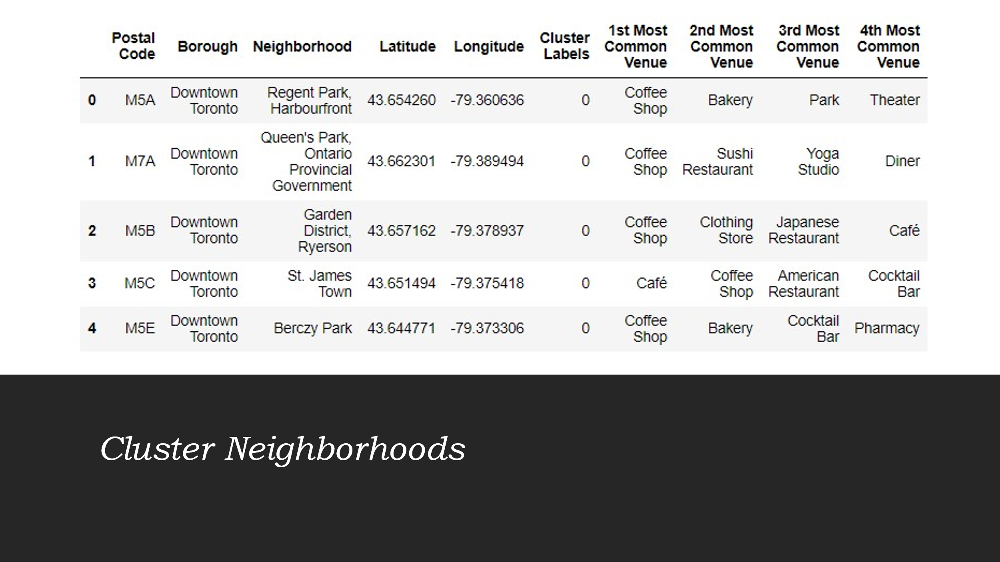 Postal Code Borough Neighborhood Latitude Longitude Cluster Labels 1st Most Common Venue 2nd Most Common Venue 3rd Most Common Venue 4th Most Common Venue
0 M5A Downtown Toronto Regent Park, Harbourfront 43.654260 -79.360636 0 Coffee Shop Bakery Park Theater
1 M7A Downtown Toronto Queen's Park, Ontario Provincial Government 43.662301 -79.389494 0 Coffee Shop Sushi Restaurant Yoga Studio Diner
2 M5B Downtown Toronto Garden District, Ryerson 43.657162 -79.378937 0 Coffee Shop Clothing Store Japanese Restaurant Café
3 M5C Downtown Toronto St. James Town 43.651494 -79.375418 0 Café Coffee Shop American Restaurant Cocktail Bar
4 M5E Downtown Toronto Berczy Park 43.644771 -79.373306 0 Coffee Shop Bakery Cocktail Bar Pharmacy
Cluster Neighborhoods